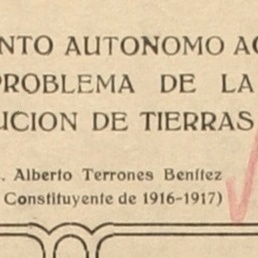 NTO AUTONOMO AG
PROBLEMA DE LA
UCION DE TIERRAS
. Alberto Terrones Benítez
Constituyente de 1916-1917)